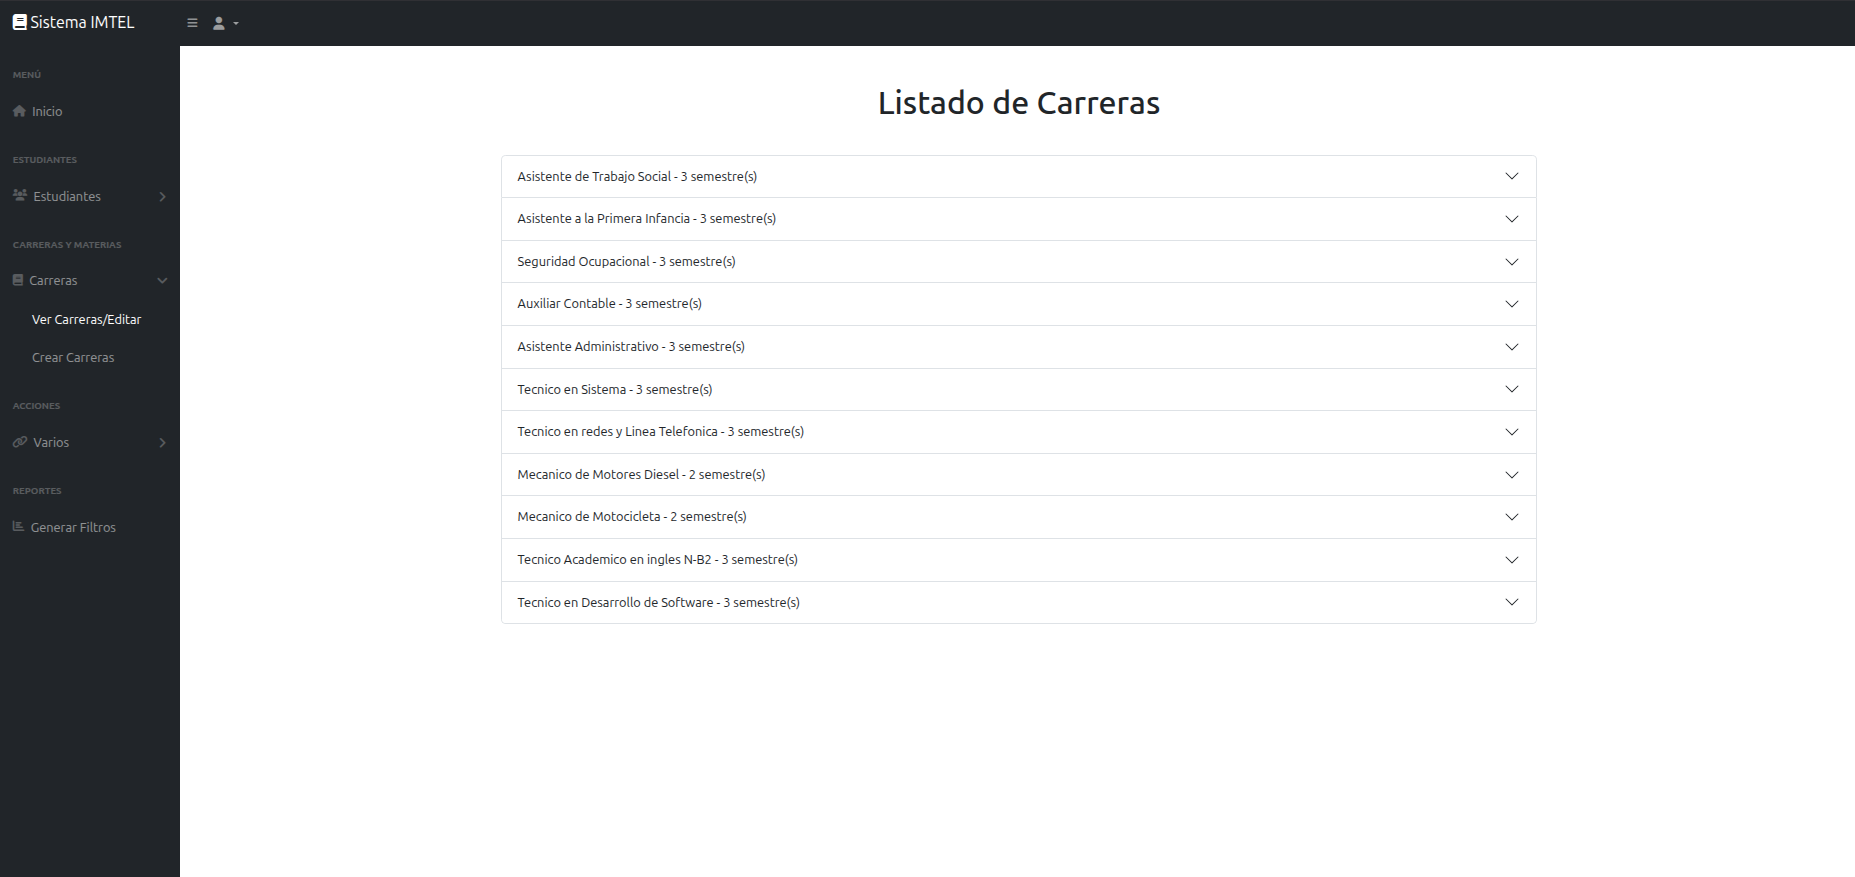 Sistema IMTEL
MENÚ
Inicio
ESTUDIANTES
Estudiantes
CARRERAS Y MATERIAS
Carreras
Ver Carreras/Editar
Crear Carreras
ACCIONES
Varios
REPORTES
Generar Filtros
Listado de Carreras
Asistente de Trabajo Social - 3 semestre(s)
Asistente a la Primera Infancia - 3 semestre(s)
Seguridad Ocupacional - 3 semestre(s)
Auxiliar Contable - 3 semestre(s)
Asistente Administrativo - 3 semestre(s)
Tecnico en Sistema - 3 semestre(s)
Tecnico en redes y Linea Telefonica - 3 semestre(s)
Mecanico de Motores Diesel - 2 semestre(s)
Mecanico de Motocicleta - 2 semestre(s)
Tecnico Academico en ingles N-B2 - 3 semestre(s)
Tecnico en Desarrollo de Software - 3 semestre(s)